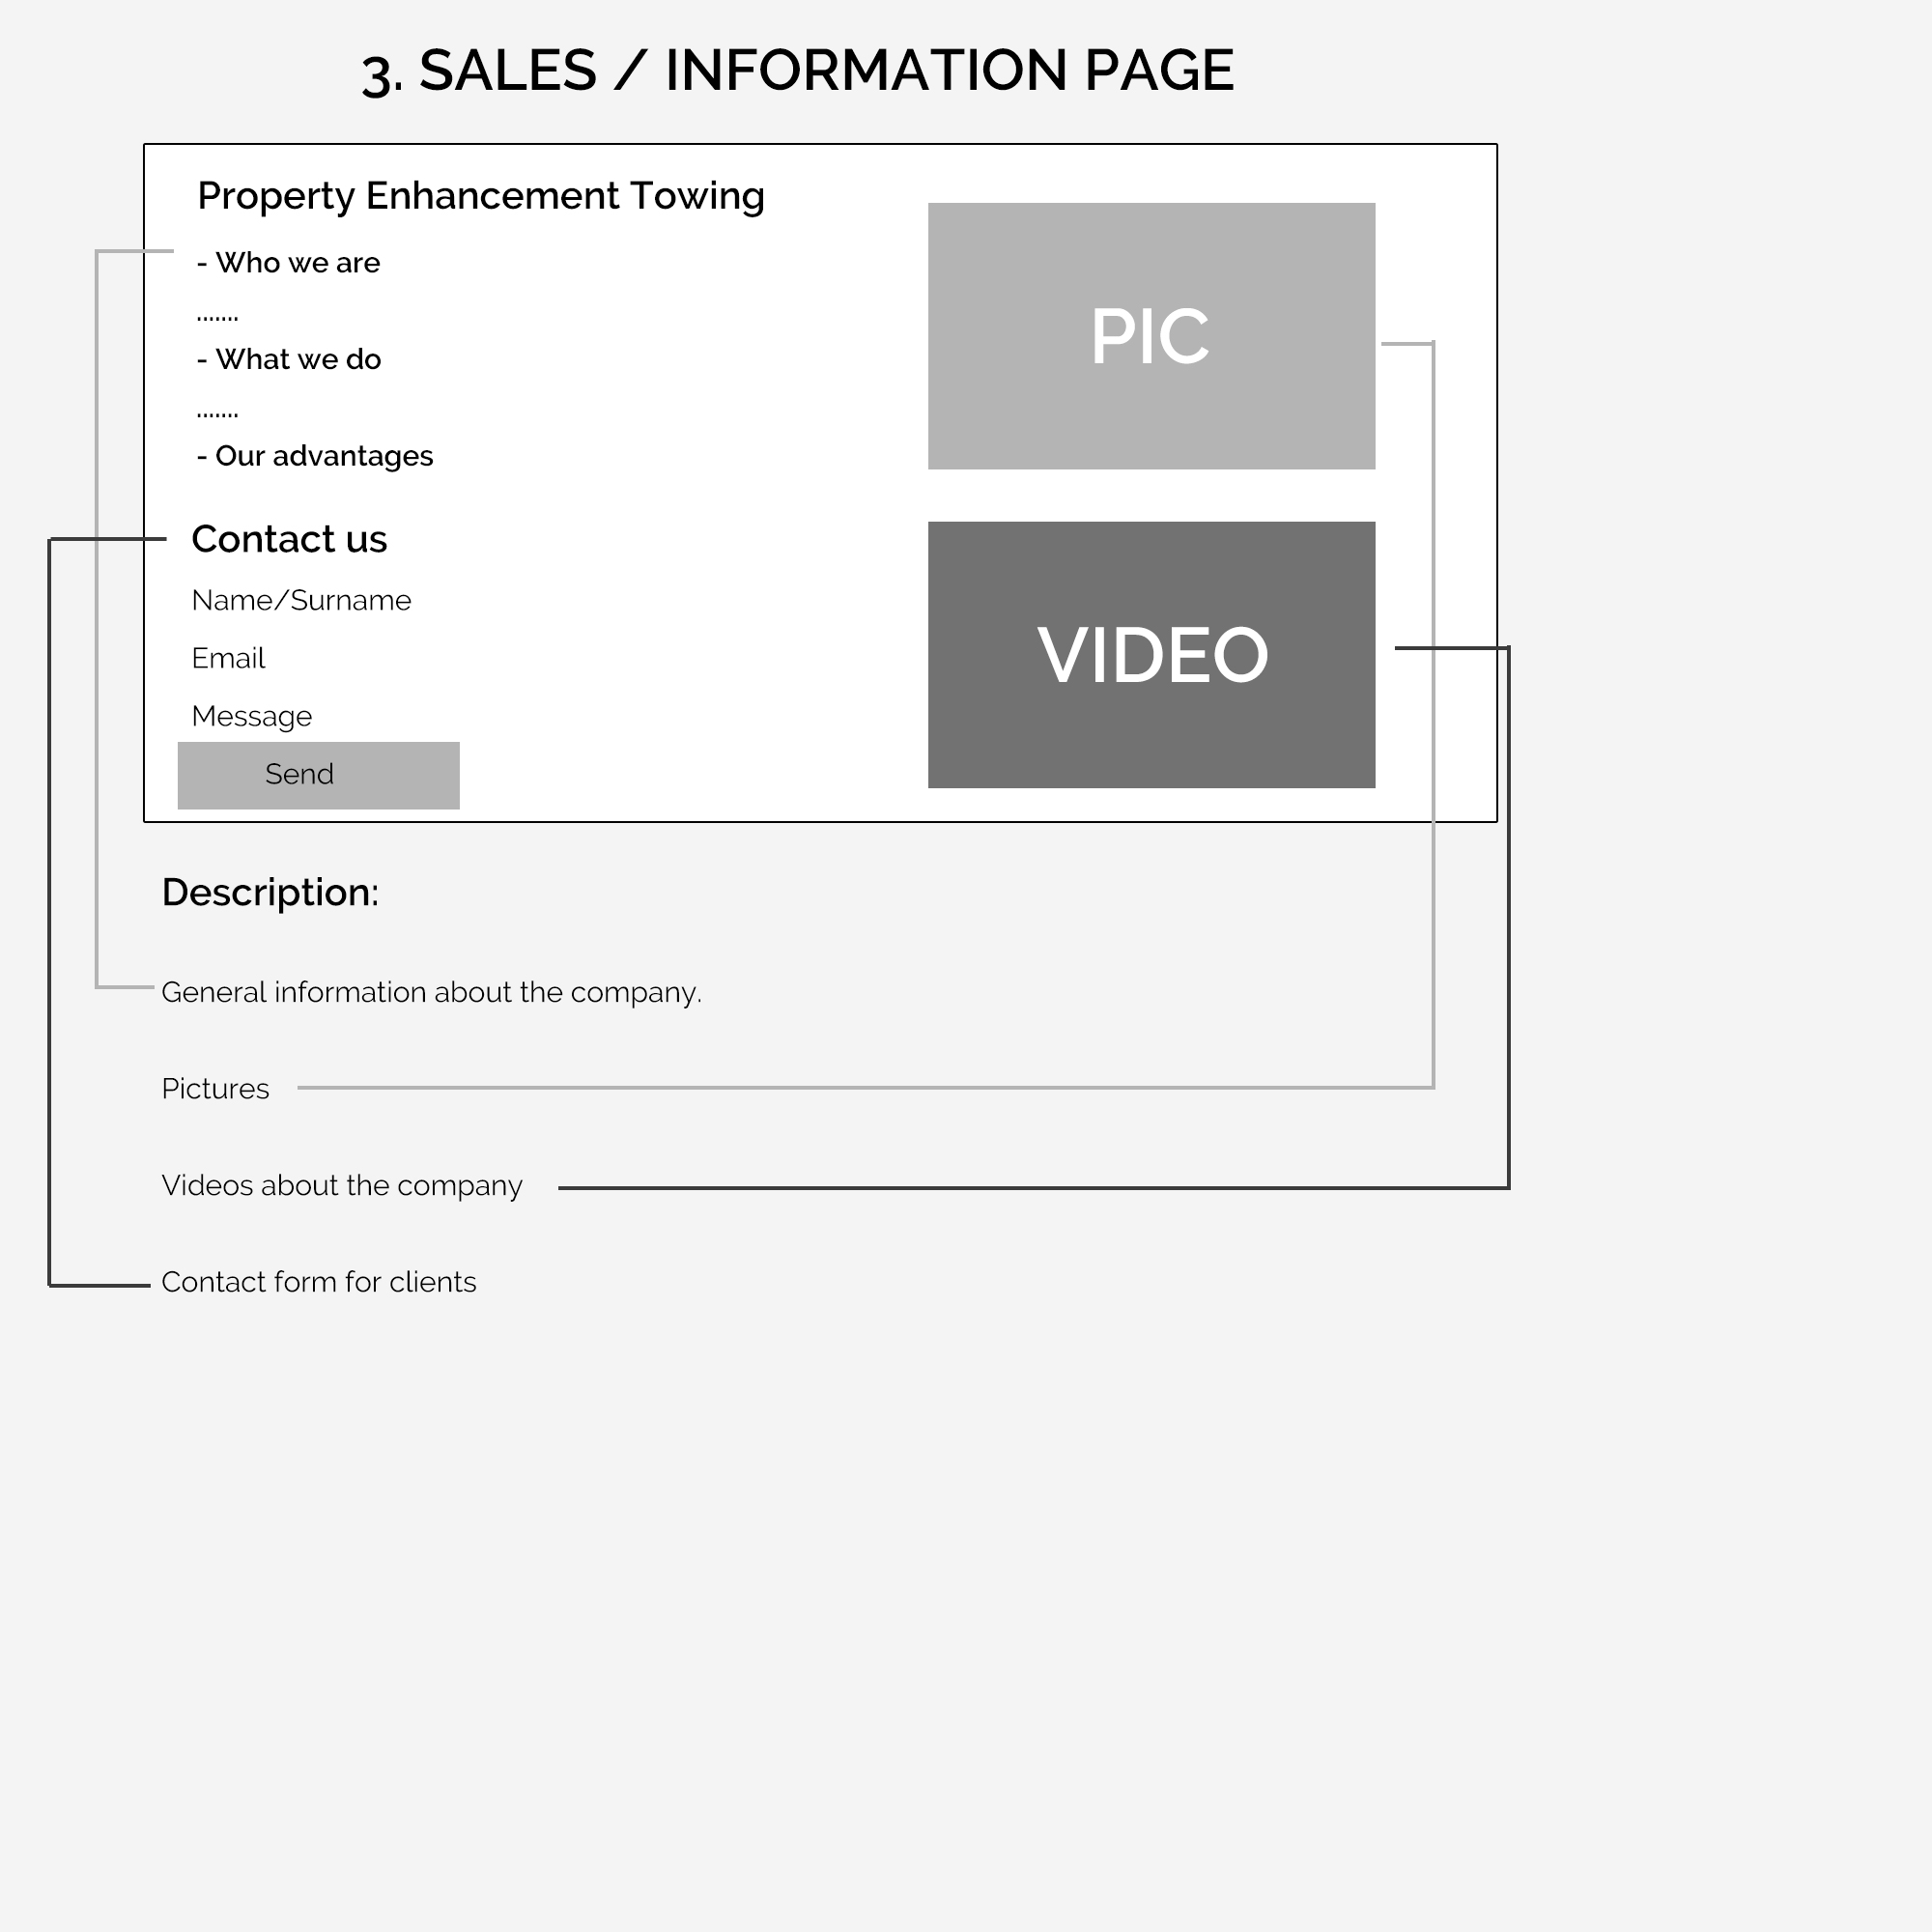 3. SALES / INFORMATION PAGE
Property Enhancement Towing
- Who we are
.......
- What we do
.......
- Our advantages
Contact us
Name/Surname
Email
Message
Send
PIC
VIDEO
Description:
General information about the company.
Pictures
Videos about the company
Contact form for clients